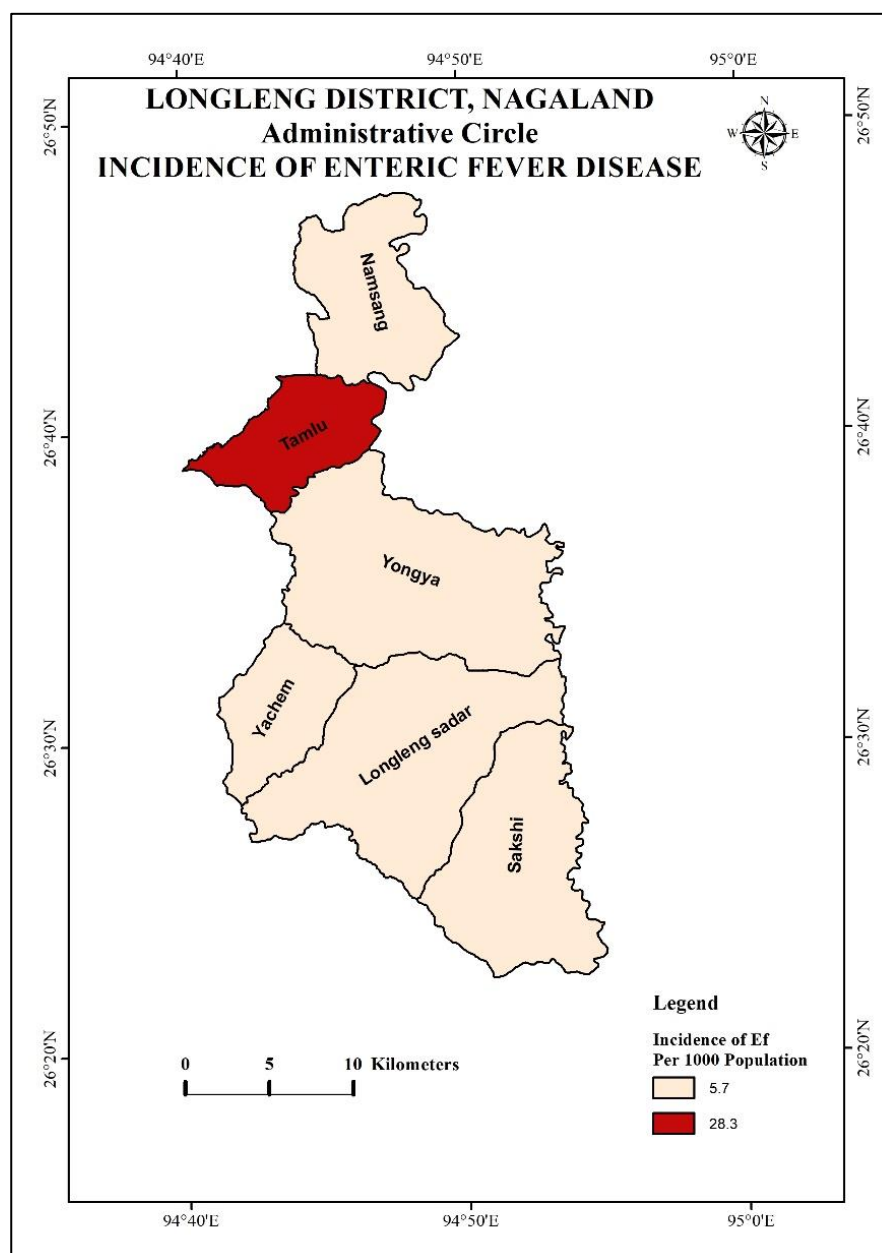 94°40'E 94°50'E 95°0'E
LONGLENG DISTRICT, NAGALAND
Administrative Circle
INCIDENCE OF ENTERIC FEVER DISEASE
N
W E
S
26°50'N 26°50'N
Namsang
26°40'N 26°40'N
Tamlu
Yongya
Yachem
Longleng sadar
26°30'N 26°30'N
Sakshi
Legend
Incidence of Ef
Per 1000 Population
5.7
28.3
0 5 10 Kilometers
26°20'N 26°20'N
94°40'E 94°50'E 95°0'E